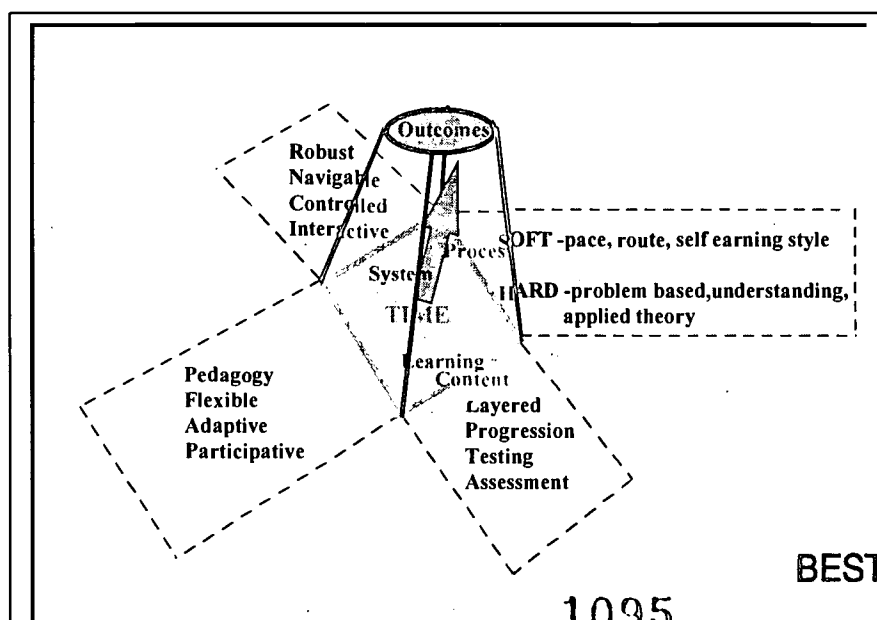 Outcomes
Robust
Navigable
Controlled
Interactive
SOFT -pace, route, self earning style
Proces
System
HARD -problem based,understanding,
applied theory
TIME
Learning
Content
Pedagogy
Flexible
Adaptive
Participative
Layered
Progression
Testing
Assessment
BEST
1095